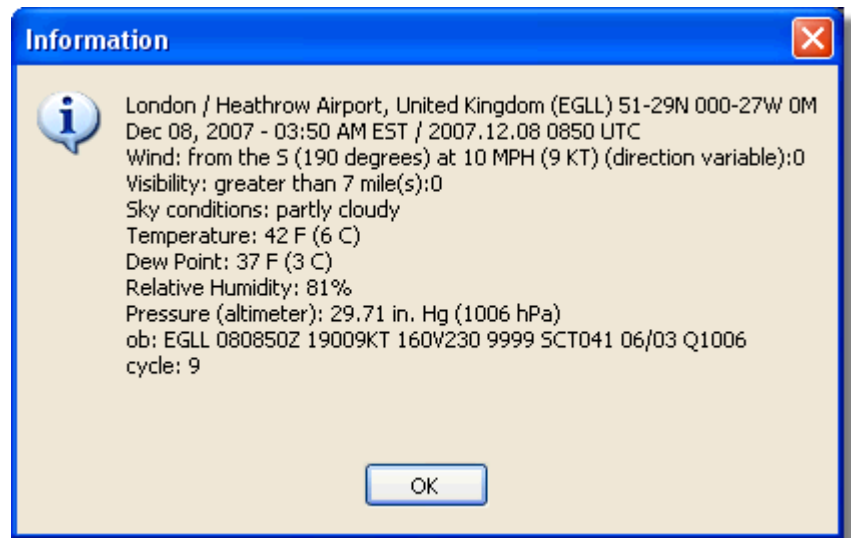 Information
London / Heathrow Airport, United Kingdom (EGLL) 51-29N 000-27W 0M
Dec 08, 2007 - 03:50 AM EST / 2007.12.08 0850 UTC
Wind: from the S (190 degrees) at 10 MPH (9 KT) (direction variable):0
Visibility: greater than 7 mile(s):0
Sky conditions: partly cloudy
Temperature: 42 F (6 C)
Dew Point: 37 F (3 C)
Relative Humidity: 81%
Pressure (altimeter): 29.71 in. Hg (1006 hPa)
ob: EGLL 080850Z 19009KT 160V230 9999 SCT041 06/03 Q1006
cycle: 9
OK